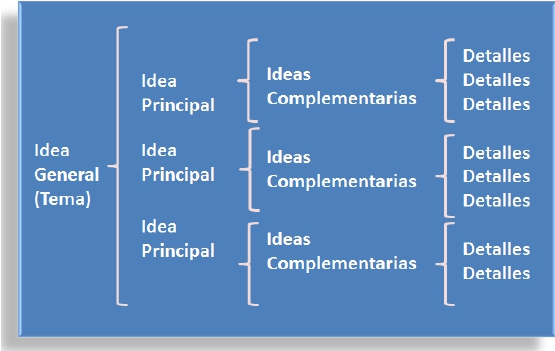 Idea
General
(Tema)
Idea
Principal
Ideas
Complementarias
Detalles
Detalles
Detalles
Idea
Principal
Ideas
Complementarias
Detalles
Detalles
Detalles
Idea
Principal
Ideas
Complementarias
Detalles
Detalles